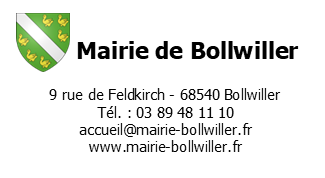 Mairie de Bollwiller
9 rue de Feldkirch - 68540 Bollwiller
Tél. : 03 89 48 11 10
accueil@mairie-bollwiller.fr
www.mairie-bollwiller.fr